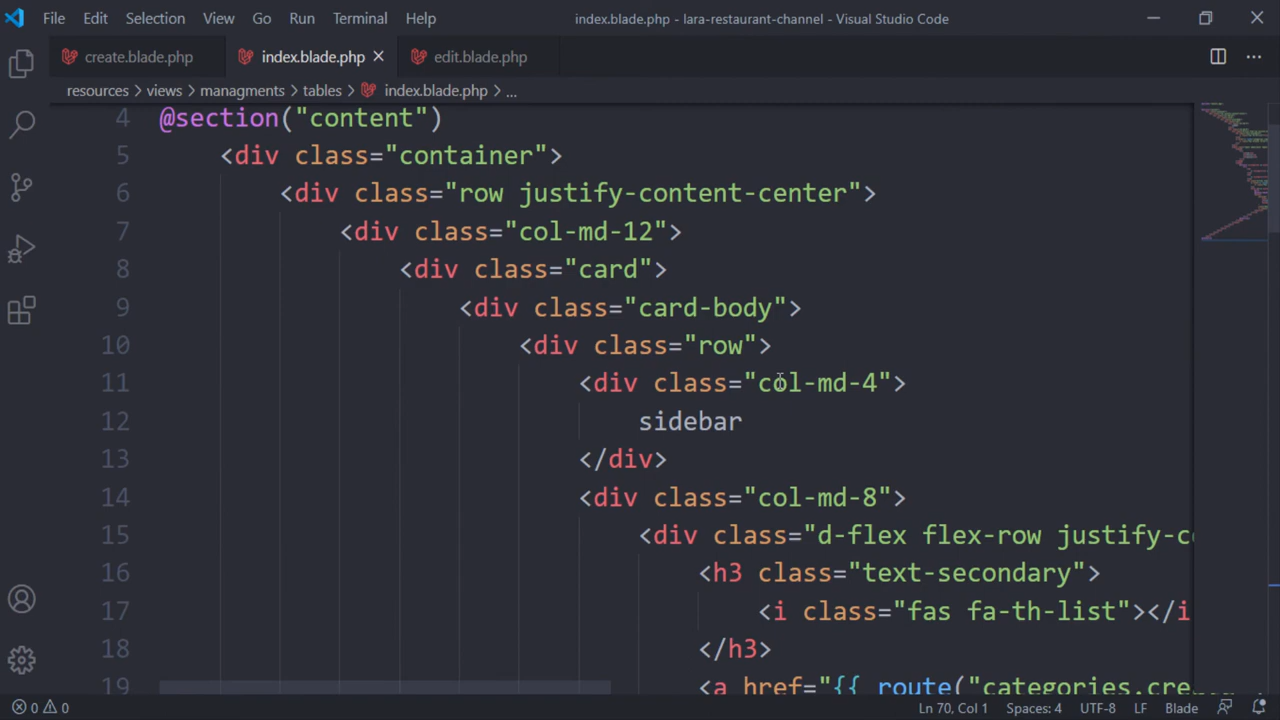 File Edit Selection View Go Run Terminal Help index.blade.php - lara-restaurant-channel - Visual Studio Code
create.blade.php index.blade.php edit.blade.php
resources > views > managments > tables > index.blade.php > ...
4 @section("content")
5 <div class="container">
6 <div class="row justify-content-center">
7 <div class="col-md-12">
8 <div class="card">
9 <div class="card-body">
10 <div class="row">
11 <div class="col-md-4">
12 sidebar
13 </div>
14 <div class="col-md-8">
15 <div class="d-flex flex-row justify-co
16 <h3 class="text-secondary">
17 <i class="fas fa-th-list"></i
18 </h3>
19 <a href="{{ route("categories.crea
0 0 Ln 70, Col 1 Spaces: 4 UTF-8 LF Blade